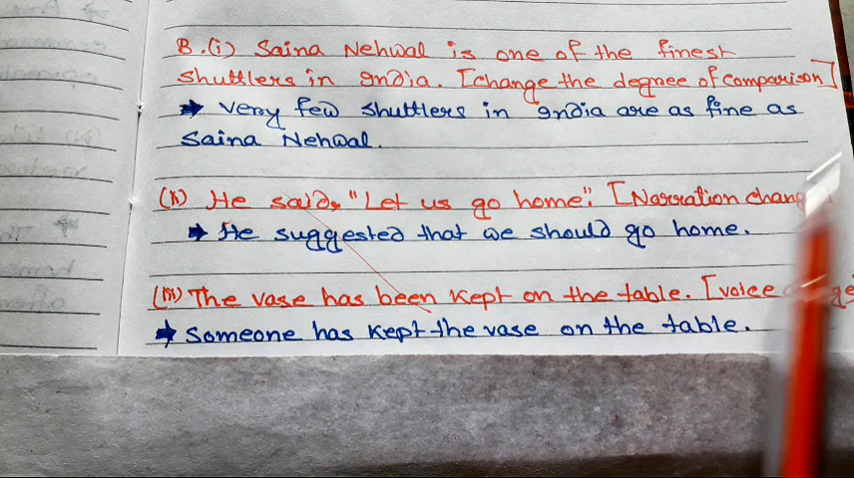 B.(i) Saina Nehwal is one of the finest
shuttlers in India. [change the degree of comparison]
→ Very few shuttlers in India are as fine as
Saina Nehwal.
(ii) He said, "Let us go home". [Narration chang
→ He suggested that we should go home.
(iii) The vase has been kept on the table. [voice ge
→ Someone has kept the vase on the table.